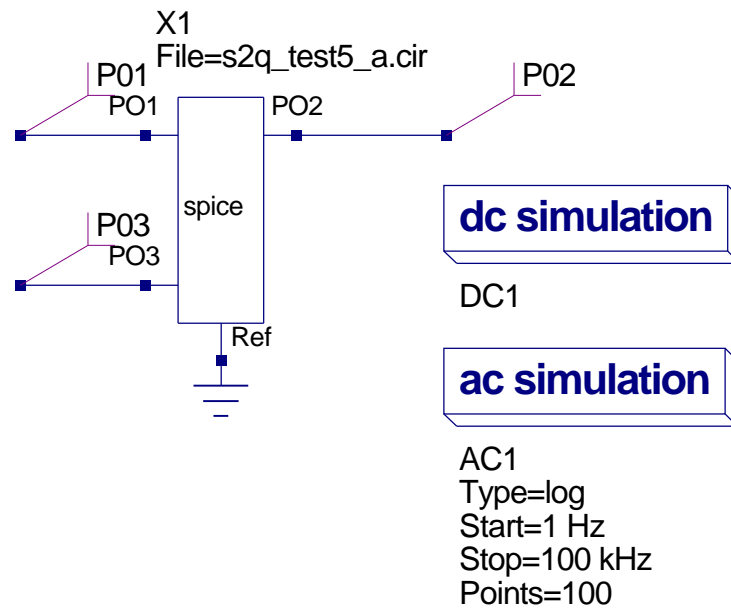 X1
File=s2q_test5_a.cir
P01
PO1
PO2
P02
spice
P03
PO3
Ref
dc simulation
DC1
ac simulation
AC1
Type=log
Start=1 Hz
Stop=100 kHz
Points=100